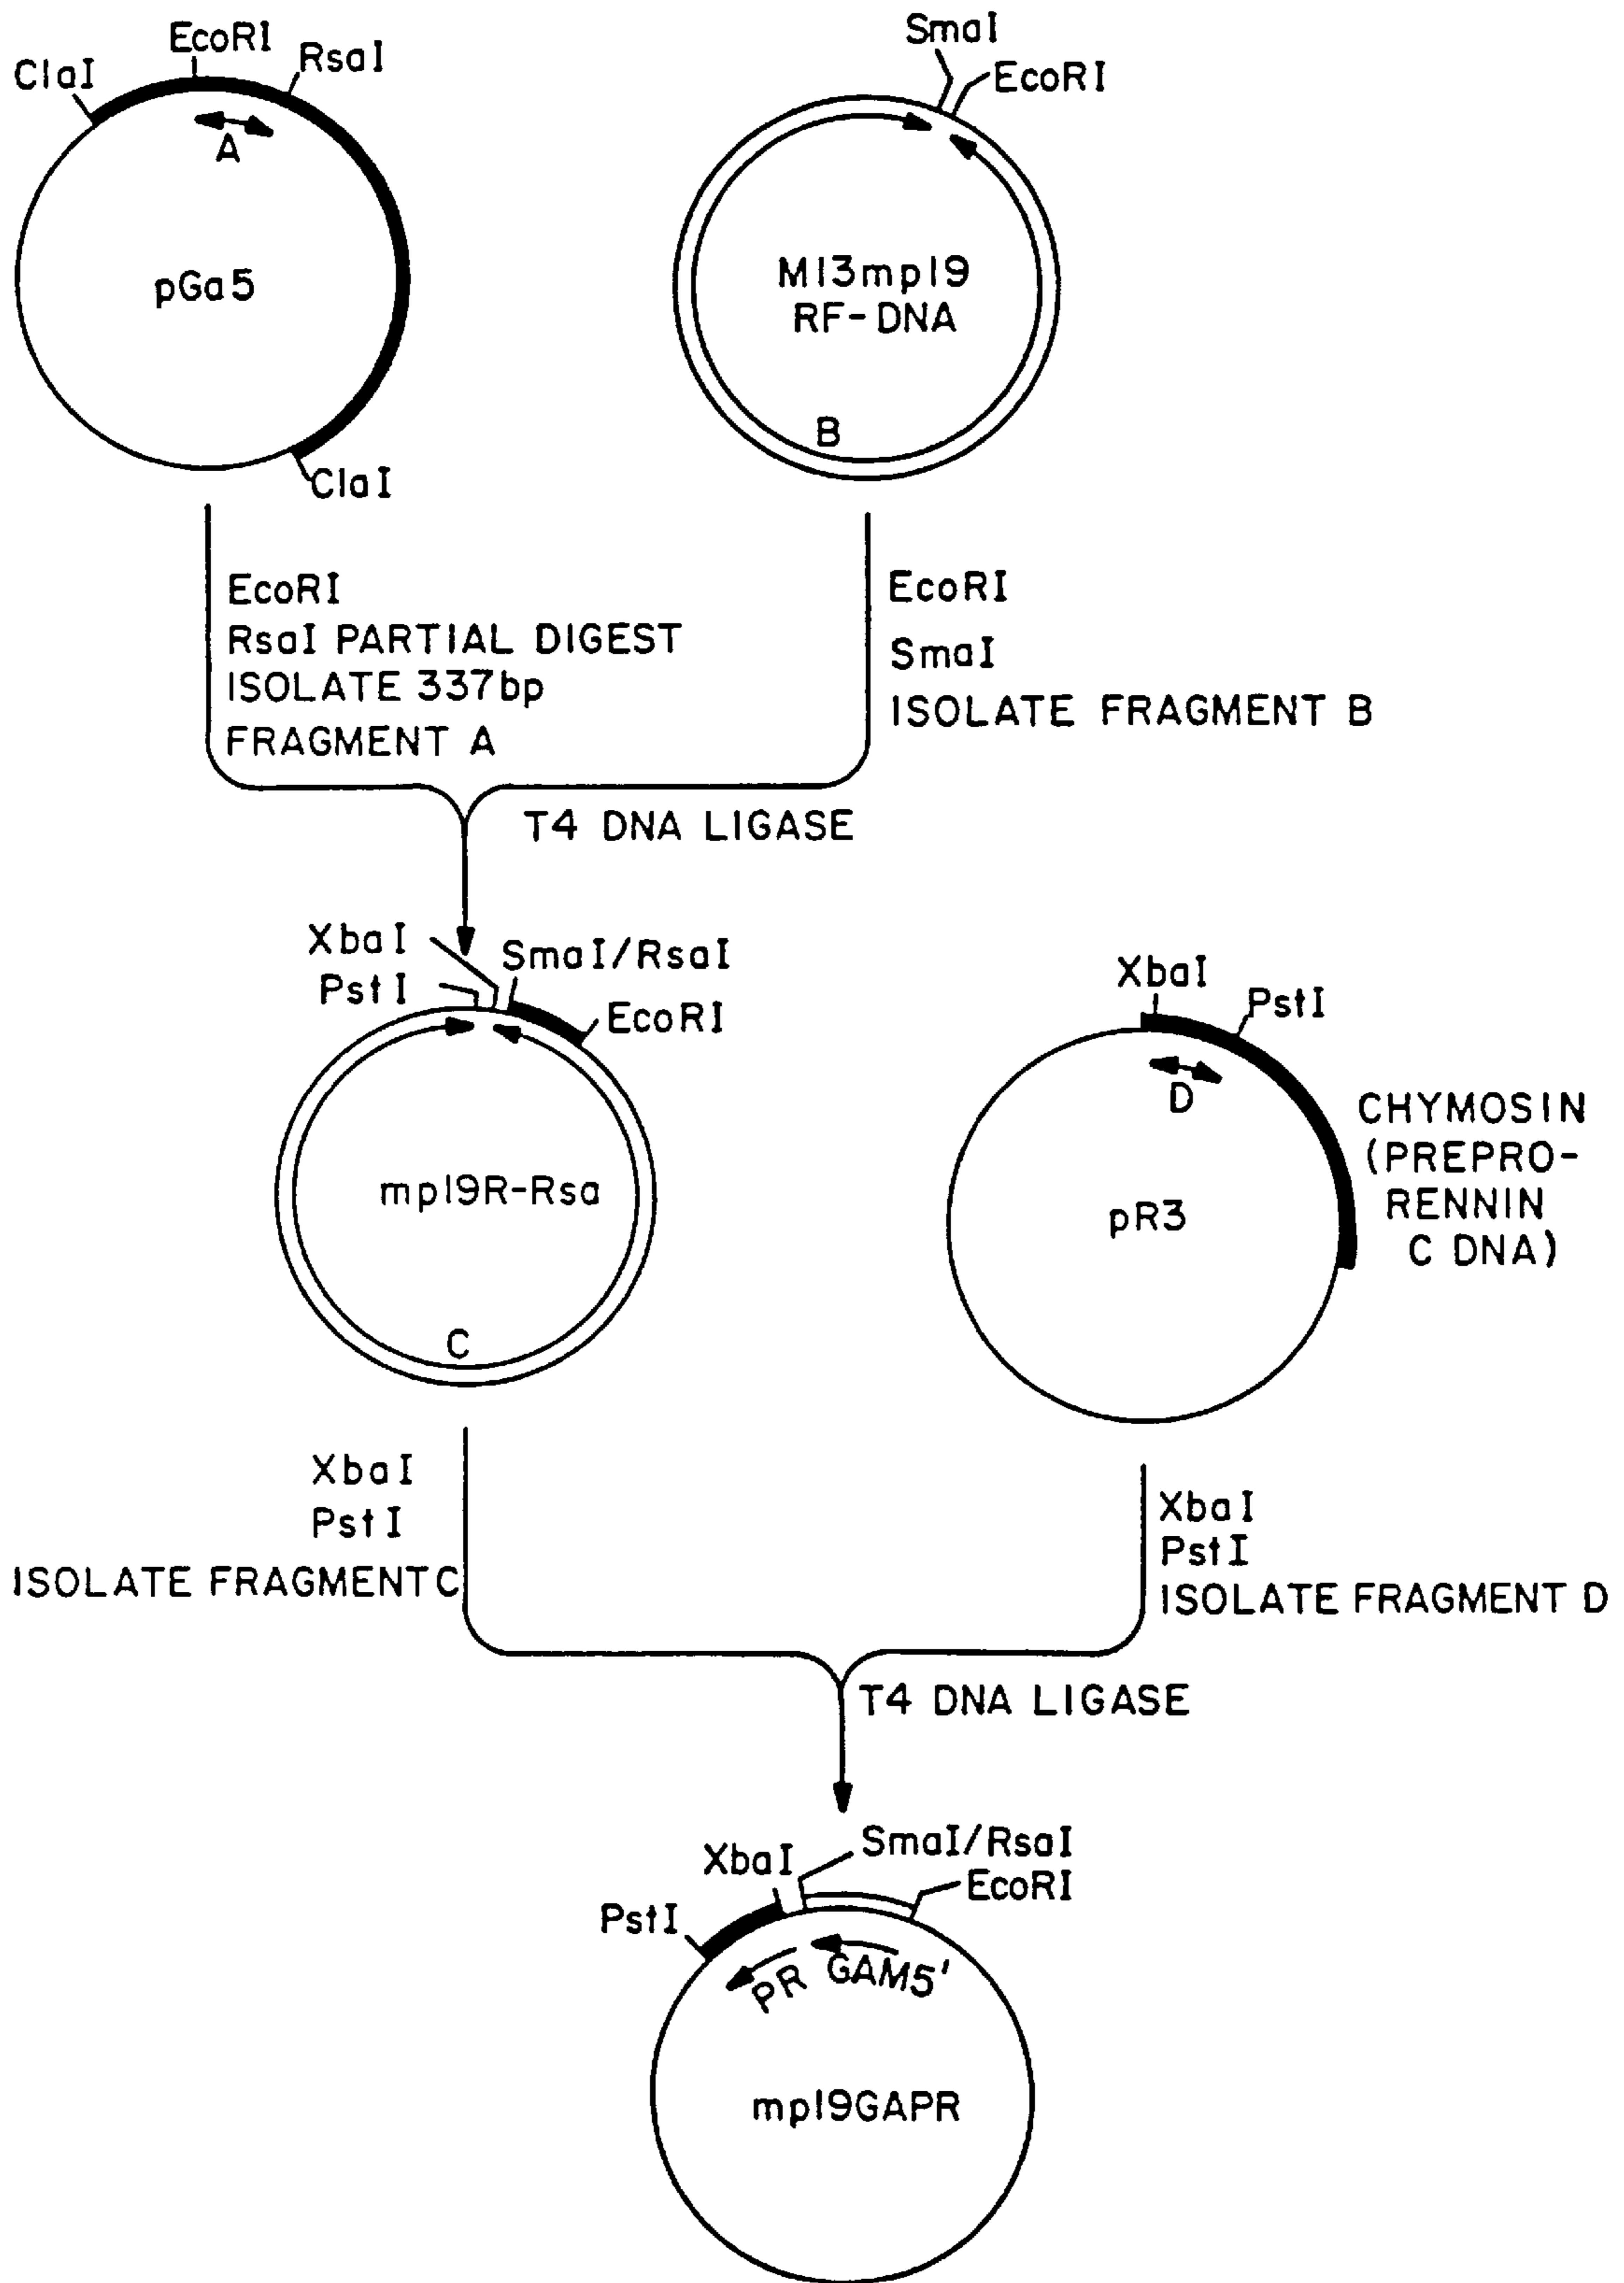 EcoRI
ClaI
RsaI
A
pGa5
ClaI
SmaI
EcoRI
M13mp19
RF-DNA
B
EcoRI
RsaI PARTIAL DIGEST
ISOLATE 337bp
FRAGMENT A
EcoRI
SmaI
ISOLATE FRAGMENT B
T4 DNA LIGASE
XbaI
SmaI/RsaI
PstI
EcoRI
mp19R-Rsa
C
XbaI
PstI
D
CHYMOSIN
(PREPRO-
RENNIN
C DNA)
pR3
XbaI
PstI
ISOLATE FRAGMENT C
XbaI
PstI
ISOLATE FRAGMENT D
T4 DNA LIGASE
SmaI/RsaI
XbaI
EcoRI
PstI
PR
GAM5'
mp19GAPR